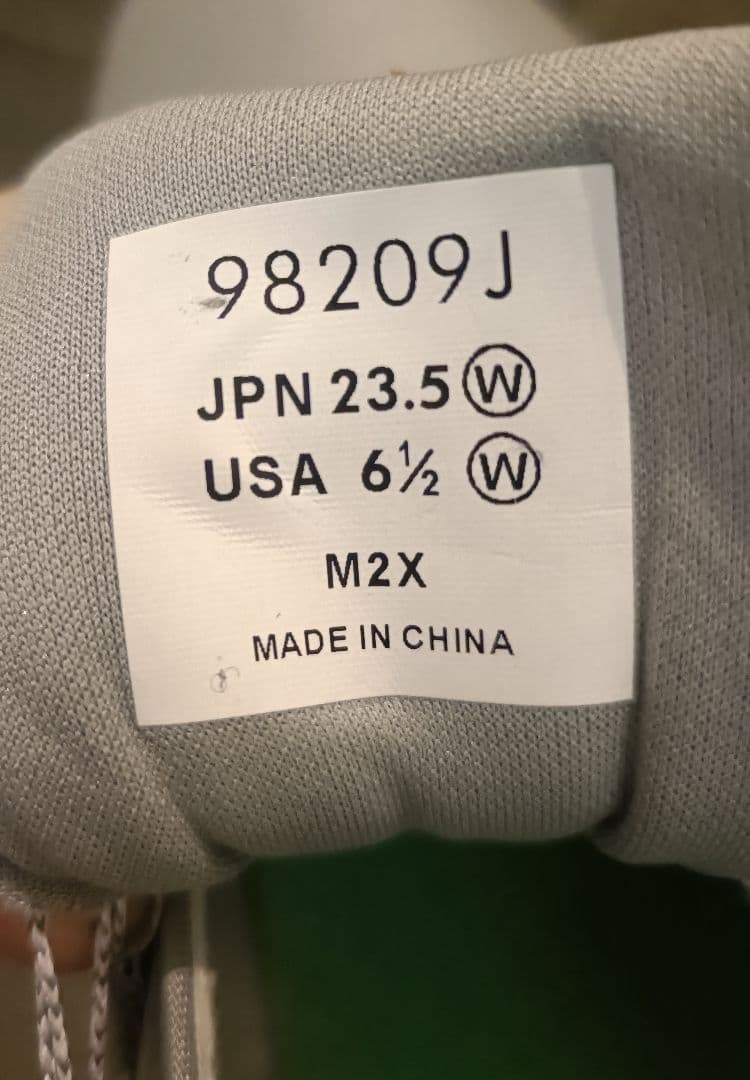 98209J
JPN 23.5 Ⓦ
USA 6½ Ⓦ
M2X
MADE IN CHINA